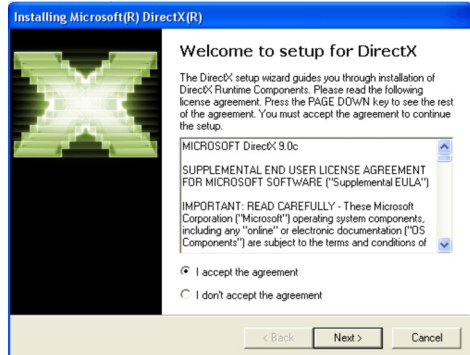 Installing Microsoft(R) DirectX(R)
Welcome to setup for DirectX
The DirectX setup wizard guides you through installation of
DirectX Runtime Components. Please read the following
license agreement. Press the PAGE DOWN key to see the rest
of the agreement. You must accept the agreement to continue
the setup.
MICROSOFT DirectX 9.0c
SUPPLEMENTAL END USER LICENSE AGREEMENT
FOR MICROSOFT SOFTWARE ("Supplemental EULA")
IMPORTANT: READ CAREFULLY - These Microsoft
Corporation ("Microsoft") operating system components,
including any "online" or electronic documentation ("OS
Components") are subject to the terms and conditions of
I accept the agreement
I don't accept the agreement
< Back
Next >
Cancel